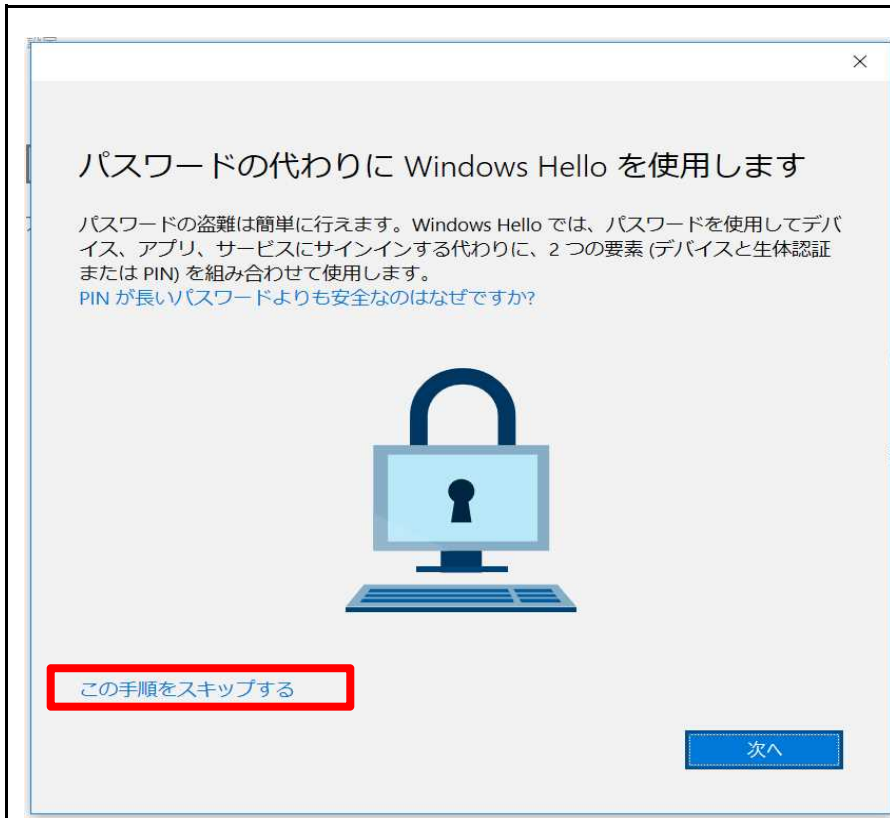 パスワードの代わりに Windows Hello を使用します
パスワードの盗難は簡単に行えます。Windows Hello では、パスワードを使用してデバ
イス、アプリ、サービスにサインインする代わりに、2 つの要素 (デバイスと生体認証
または PIN) を組み合わせて使用します。
PIN が長いパスワードよりも安全なのはなぜですか?
この手順をスキップする
次へ